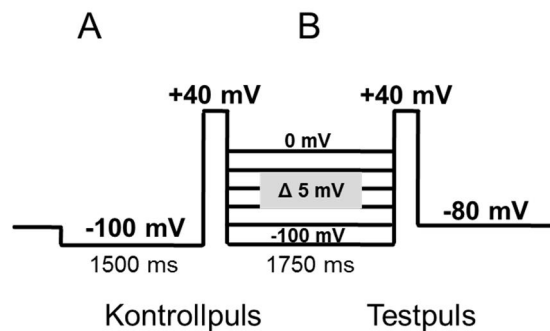 A B
+40 mV +40 mV
0 mV
Δ 5 mV
-100 mV -100 mV -80 mV
1500 ms 1750 ms
Kontrollpuls Testpuls